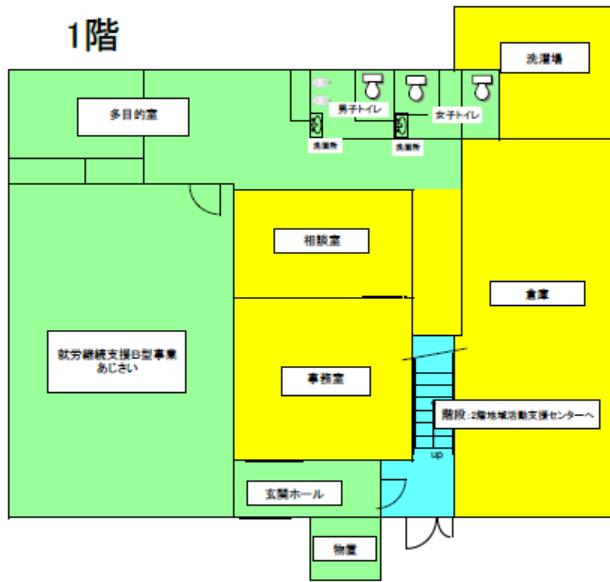 1階
洗濯場
多目的室
男子トイレ
女子トイレ
洗面所
洗面所
相談室
倉庫
就労継続支援B型事業
あじさい
事務室
階段:2階地域活動支援センターへ
up
玄関ホール
物置